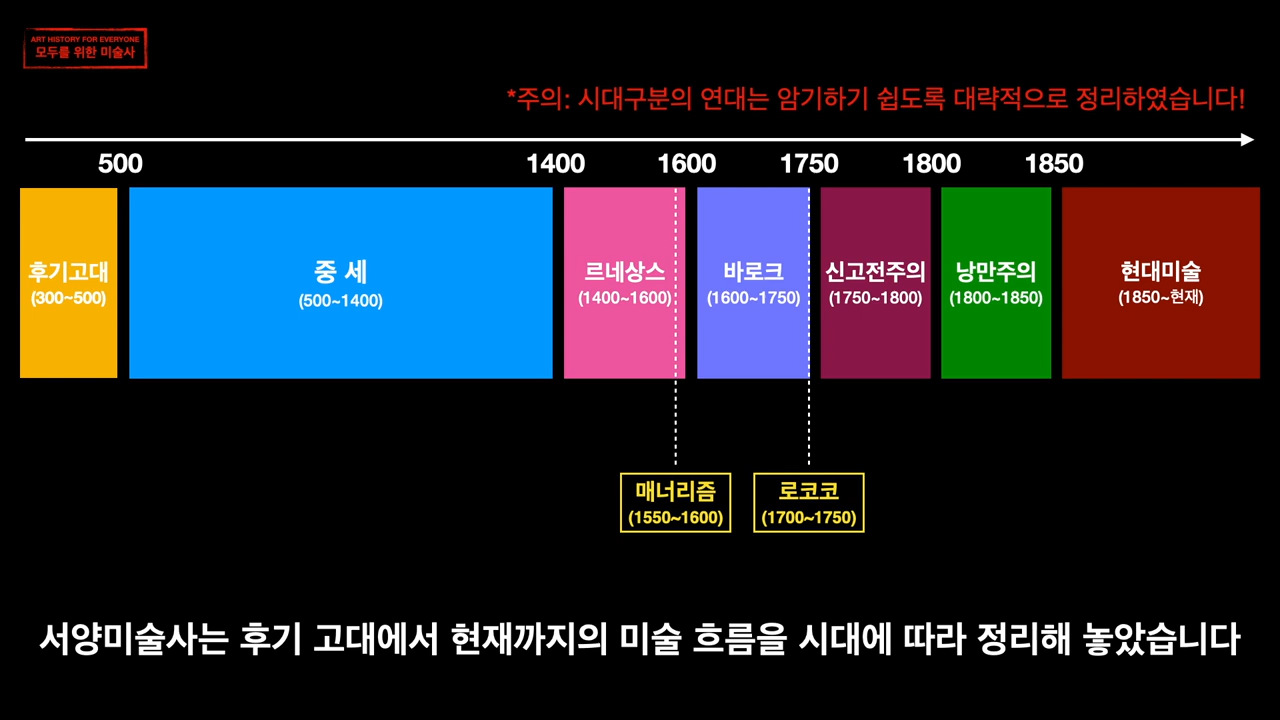 ART HISTORY FOR EVERYONE
모두를 위한 미술사
*주의: 시대구분의 연대는 암기하기 쉽도록 대략적으로 정리하였습니다!
500 1400 1600 1750 1800 1850
후기고대
(300~500)
중 세
(500~1400)
르네상스
(1400~1600)
바로크
(1600~1750)
신고전주의
(1750~1800)
낭만주의
(1800~1850)
현대미술
(1850~현재)
매너리즘
(1550~1600)
로코코
(1700~1750)
서양미술사는 후기 고대에서 현재까지의 미술 흐름을 시대에 따라 정리해 놓았습니다